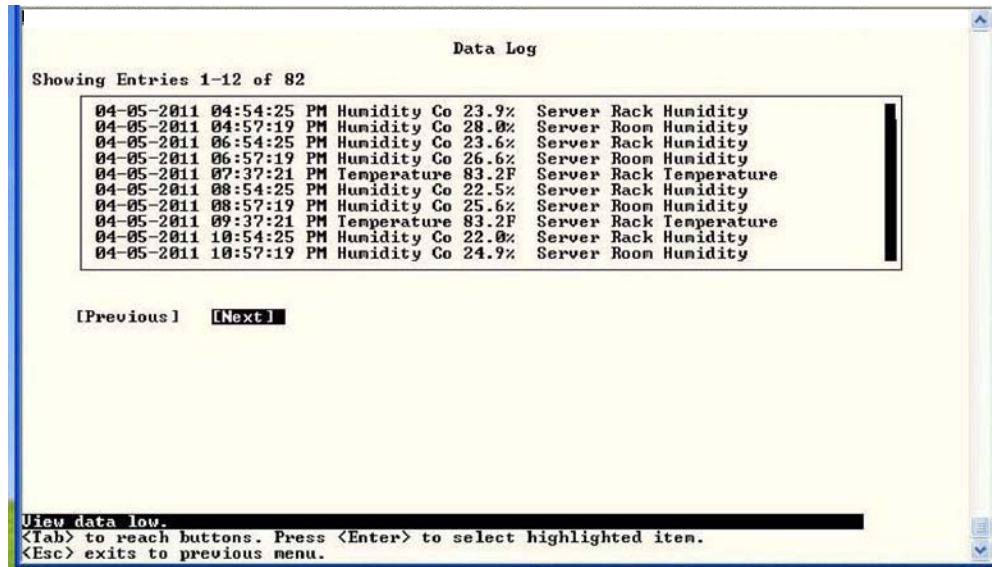 Data Log
Showing Entries 1-12 of 82
04-05-2011 04:54:25 PM Humidity Co 23.9% Server Rack Humidity
04-05-2011 04:57:19 PM Humidity Co 28.0% Server Room Humidity
04-05-2011 06:54:25 PM Humidity Co 23.6% Server Rack Humidity
04-05-2011 06:57:19 PM Humidity Co 26.6% Server Room Humidity
04-05-2011 07:37:21 PM Temperature 83.2F Server Rack Temperature
04-05-2011 08:54:25 PM Humidity Co 22.5% Server Rack Humidity
04-05-2011 08:57:19 PM Humidity Co 25.6% Server Room Humidity
04-05-2011 09:37:21 PM Temperature 83.2F Server Rack Temperature
04-05-2011 10:54:25 PM Humidity Co 22.0% Server Rack Humidity
04-05-2011 10:57:19 PM Humidity Co 24.9% Server Room Humidity
[Previous] [Next]
View data low.
<Tab> to reach buttons. Press <Enter> to select highlighted item.
<Esc> exits to previous menu.